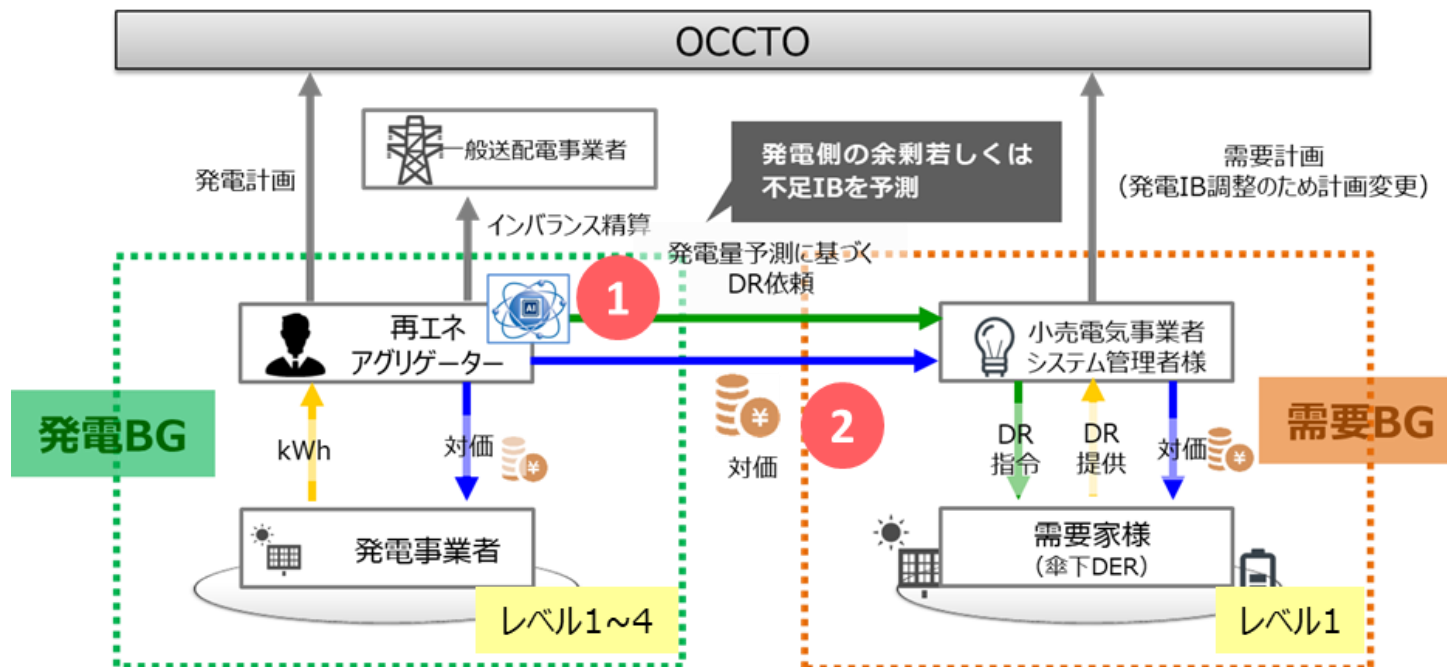 OCCTO
一般送配電事業者
発電側の余剰若しくは
不足IBを予測
発電計画
需要計画
（発電IB調整のため計画変更）
インバランス精算
発電量予測に基づく
DR依頼
1
AI
再エネ
アグリゲーター
小売電気事業者
システム管理者様
発電BG
kWh
対価
¥
¥
対価
2
DR
指令
DR
提供
対価
¥
需要BG
発電事業者
需要家様
（傘下DER）
レベル1~4
レベル1